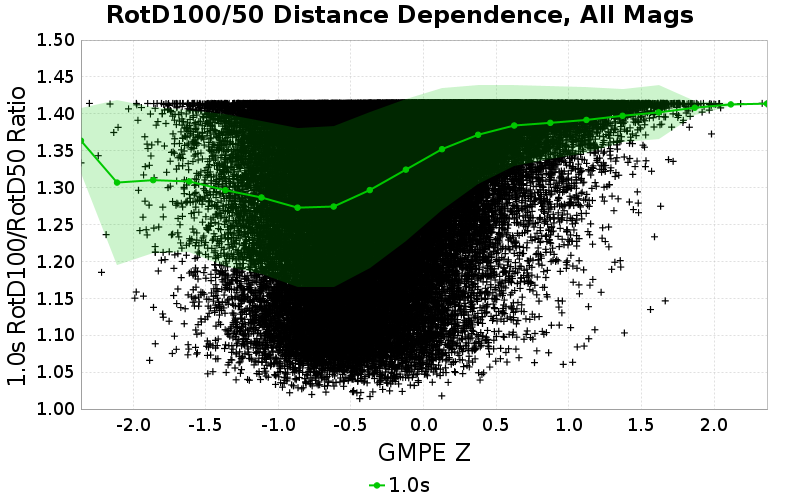 RotD100/50 Distance Dependence, All Mags
1.0s RotD100/RotD50 Ratio
1.50
1.45
1.40
1.35
1.30
1.25
1.20
1.15
1.10
1.05
1.00
-2.0 -1.5 -1.0 -0.5 0.0 0.5 1.0 1.5 2.0
GMPE Z
1.0s